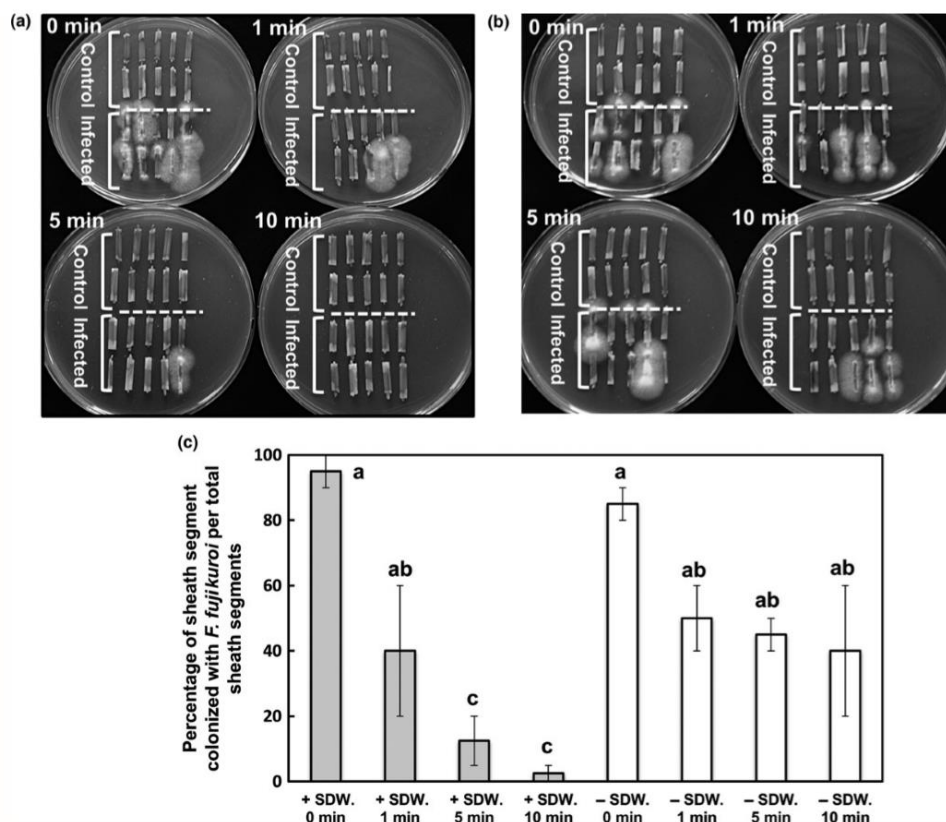 (a)
0 min
Control
Infected
1 min
Control
Infected
5 min
Control
Infected
10 min
Control
Infected
(b)
0 min
Control
Infected
1 min
Control
Infected
5 min
Control
Infected
10 min
Control
Infected
(c)
Percentage of sheath segment
colonized with F. fujikuroi per total
sheath segments
100
80
60
40
20
0
a
ab
c
c
a
ab
ab
ab
+ SDW.
0 min
+ SDW.
1 min
+ SDW.
5 min
+ SDW.
10 min
– SDW.
0 min
– SDW.
1 min
– SDW.
5 min
– SDW.
10 min